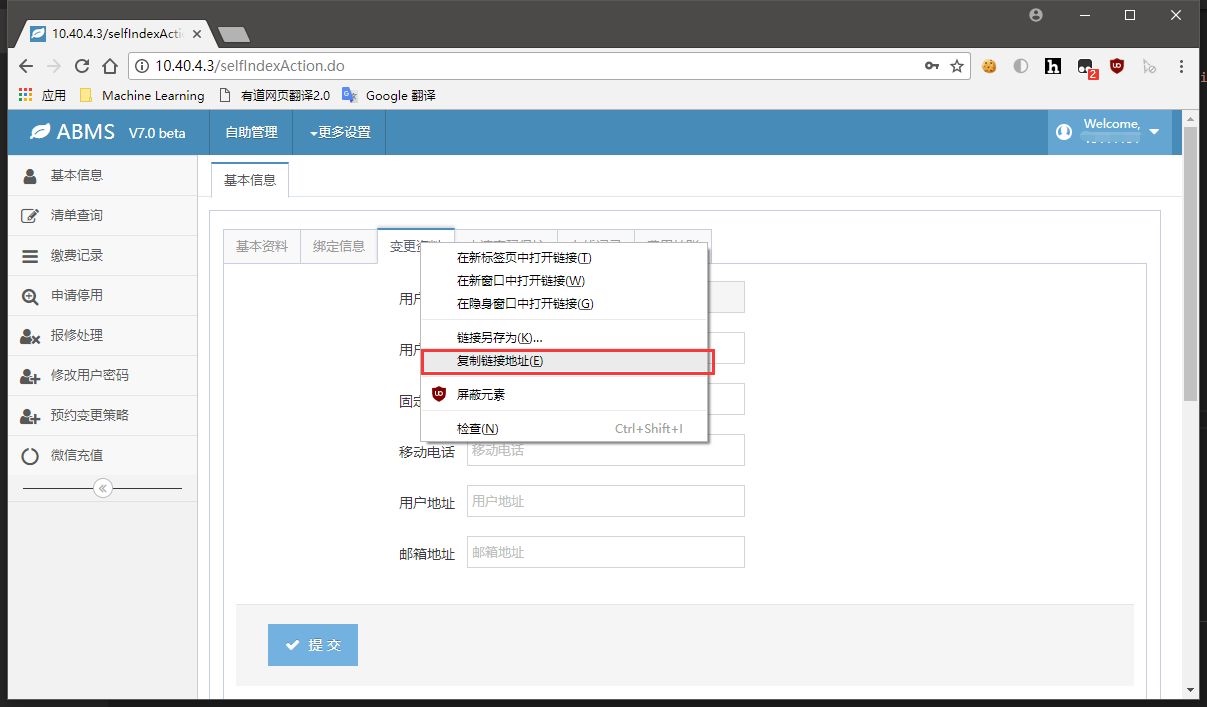 10.40.4.3/selfIndexActi
10.40.4.3/selfIndexAction.do
2
应用 Machine Learning 有道网页翻译2.0 Google 翻译
ABMS V7.0 beta 自助管理 更多设置 Welcome,
基本信息
清单查询
缴费记录
申请停用
报修处理
修改用户密码
预约变更策略
微信充值
基本信息
基本资料 绑定信息 变更
在新标签页中打开链接(T)
在新窗口中打开链接(W)
在隐身窗口中打开链接(G)
链接另存为(K)...
复制链接地址(E)
屏蔽元素
检查(N) Ctrl+Shift+I
用户
用户
固定
移动电话 移动电话
用户地址 用户地址
邮箱地址 邮箱地址
提 交